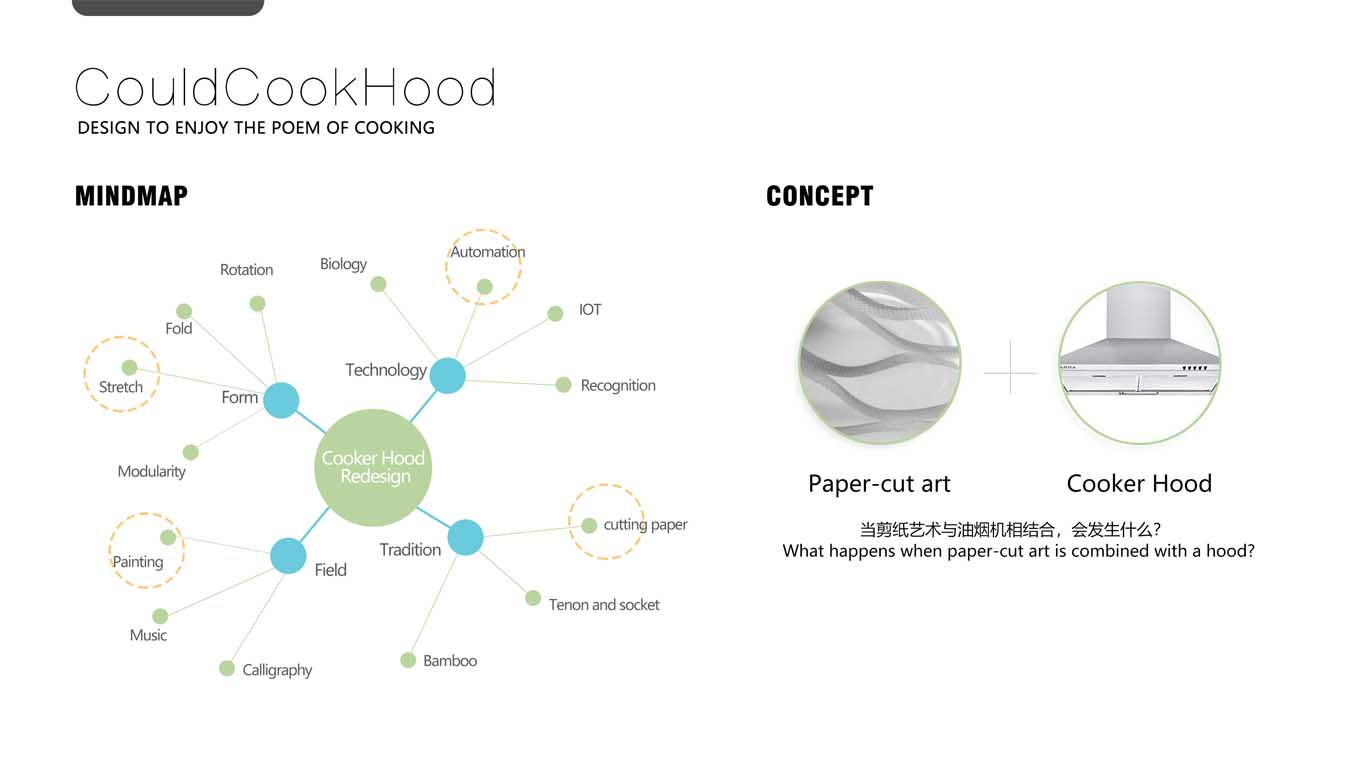 CouldCookHood
DESIGN TO ENJOY THE POEM OF COOKING
MINDMAP
Automation
Biology
Rotation
IOT
Fold
Technology
Stretch
Recognition
Form
Modularity
Cooker Hood
Redesign
cutting paper
Tradition
Painting
Field
Tenon and socket
Music
Bamboo
Calligraphy
CONCEPT
Paper-cut art
Cooker Hood
当剪纸艺术与油烟机相结合，会发生什么？
What happens when paper-cut art is combined with a hood?